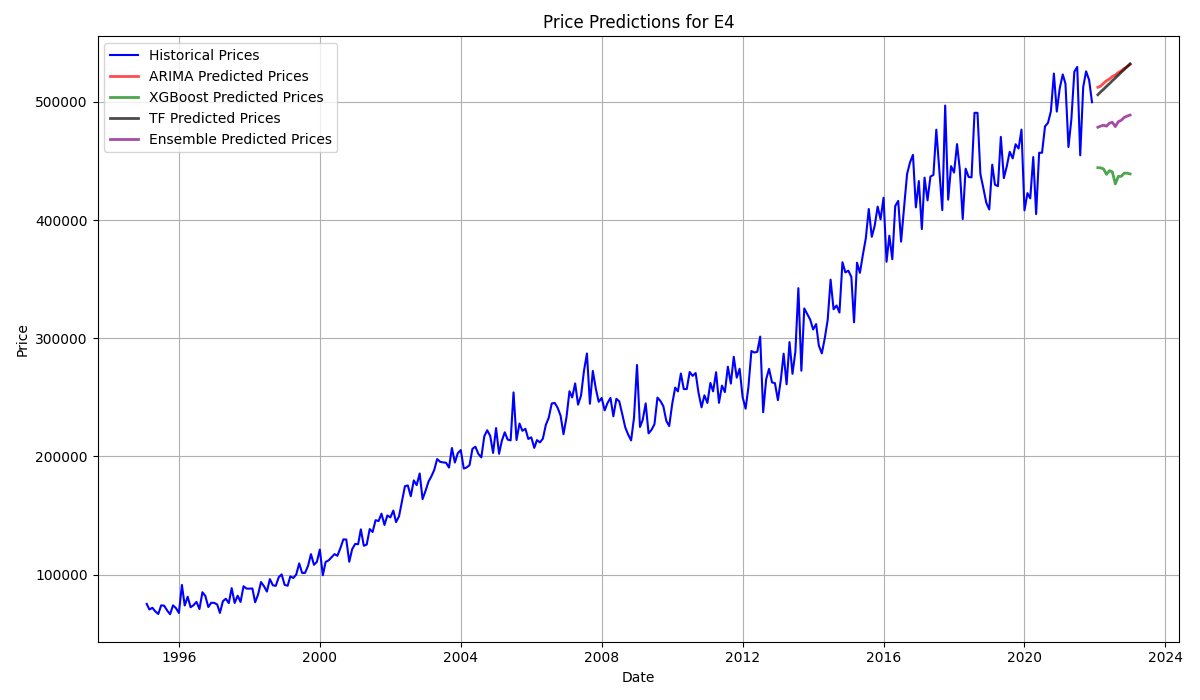 Price Predictions for E4
Historical Prices
ARIMA Predicted Prices
XGBoost Predicted Prices
TF Predicted Prices
Ensemble Predicted Prices
Price
500000
400000
300000
200000
100000
1996 2000 2004 2008 2012 2016 2020 2024
Date